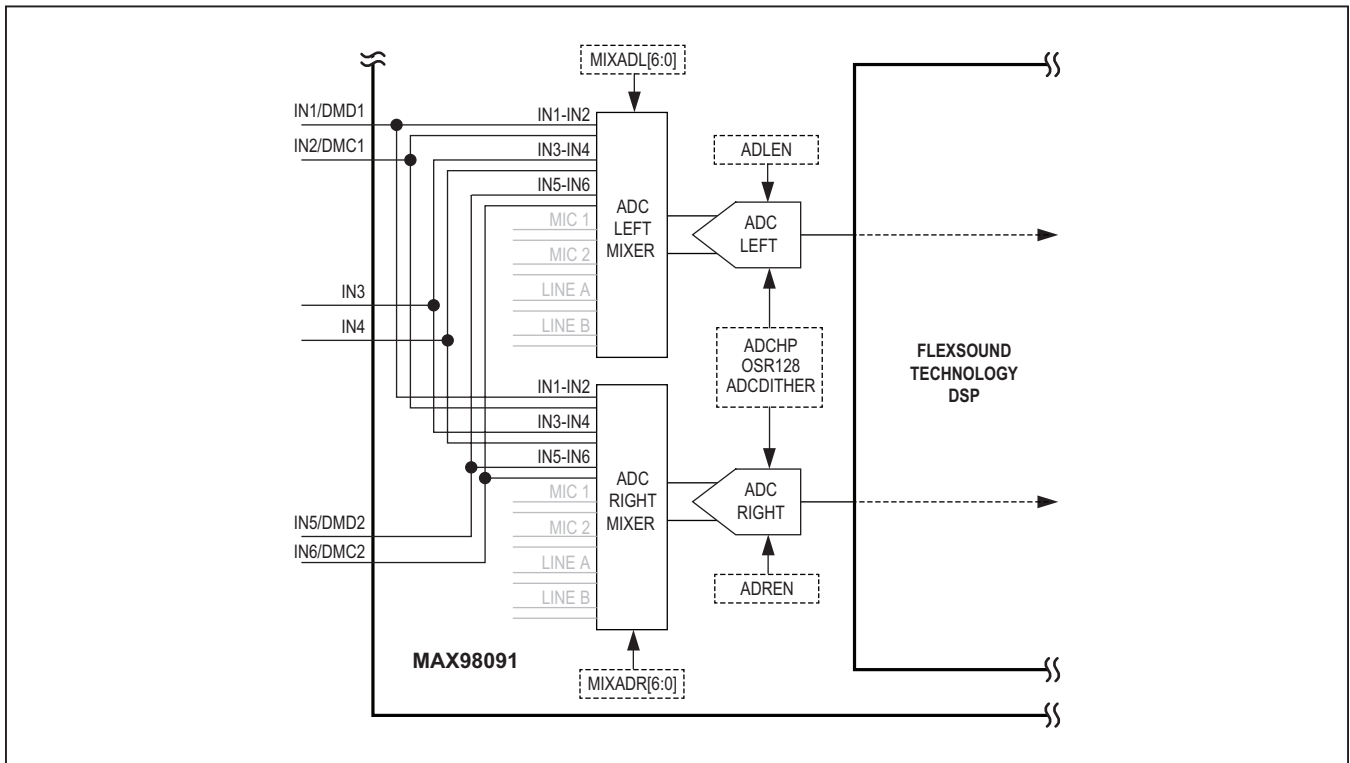 MIXADL[6:0]
IN1/DMD1
IN2/DMC1
IN3
IN4
IN5/DMD2
IN6/DMC2
IN1-IN2
IN3-IN4
IN5-IN6
MIC 1
MIC 2
LINE A
LINE B
ADC
LEFT
MIXER
ADLEN
ADC
LEFT
ADCHP
OSR128
ADCDITHER
FLEXSOUND
TECHNOLOGY
DSP
IN1-IN2
IN3-IN4
IN5-IN6
MIC 1
MIC 2
LINE A
LINE B
ADC
RIGHT
MIXER
ADC
RIGHT
ADREN
MAX98091
MIXADR[6:0]